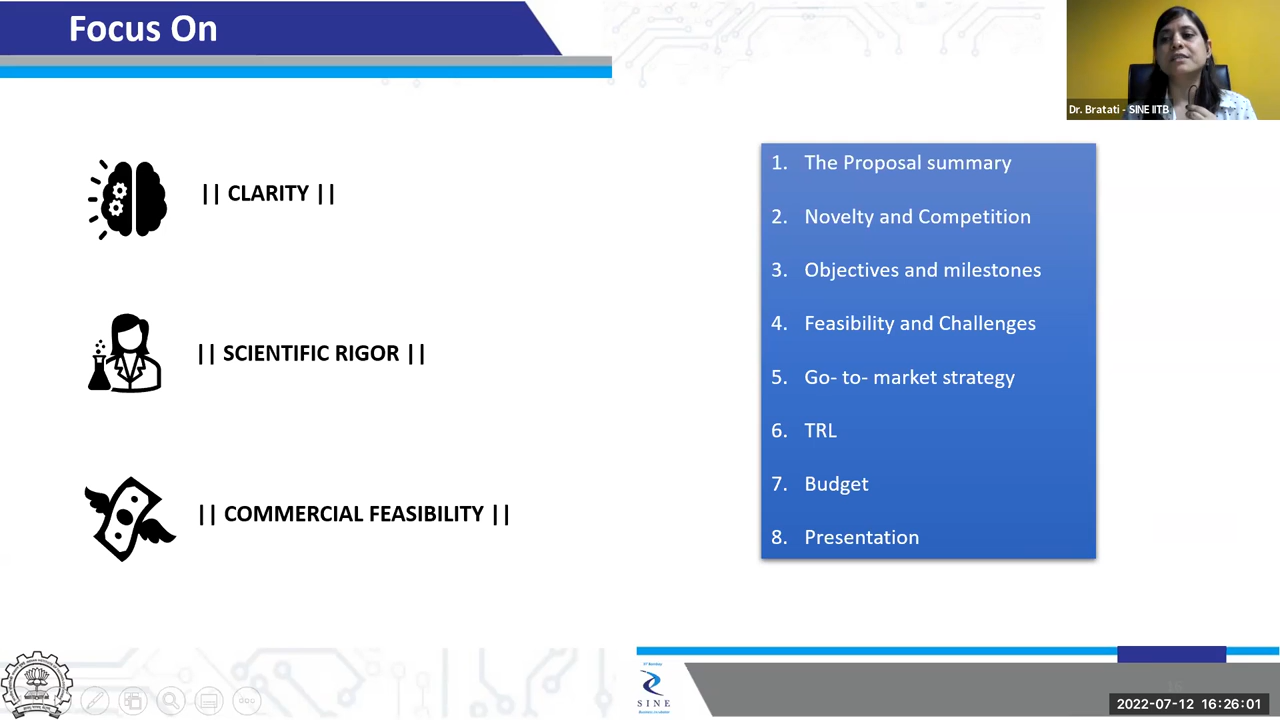 Focus On
Dr. Bratati - SINE IITB
|| CLARITY ||
|| SCIENTIFIC RIGOR ||
|| COMMERCIAL FEASIBILITY ||
1. The Proposal summary
2. Novelty and Competition
3. Objectives and milestones
4. Feasibility and Challenges
5. Go- to- market strategy
6. TRL
7. Budget
8. Presentation
SINE
2022-07-12 16:26:01